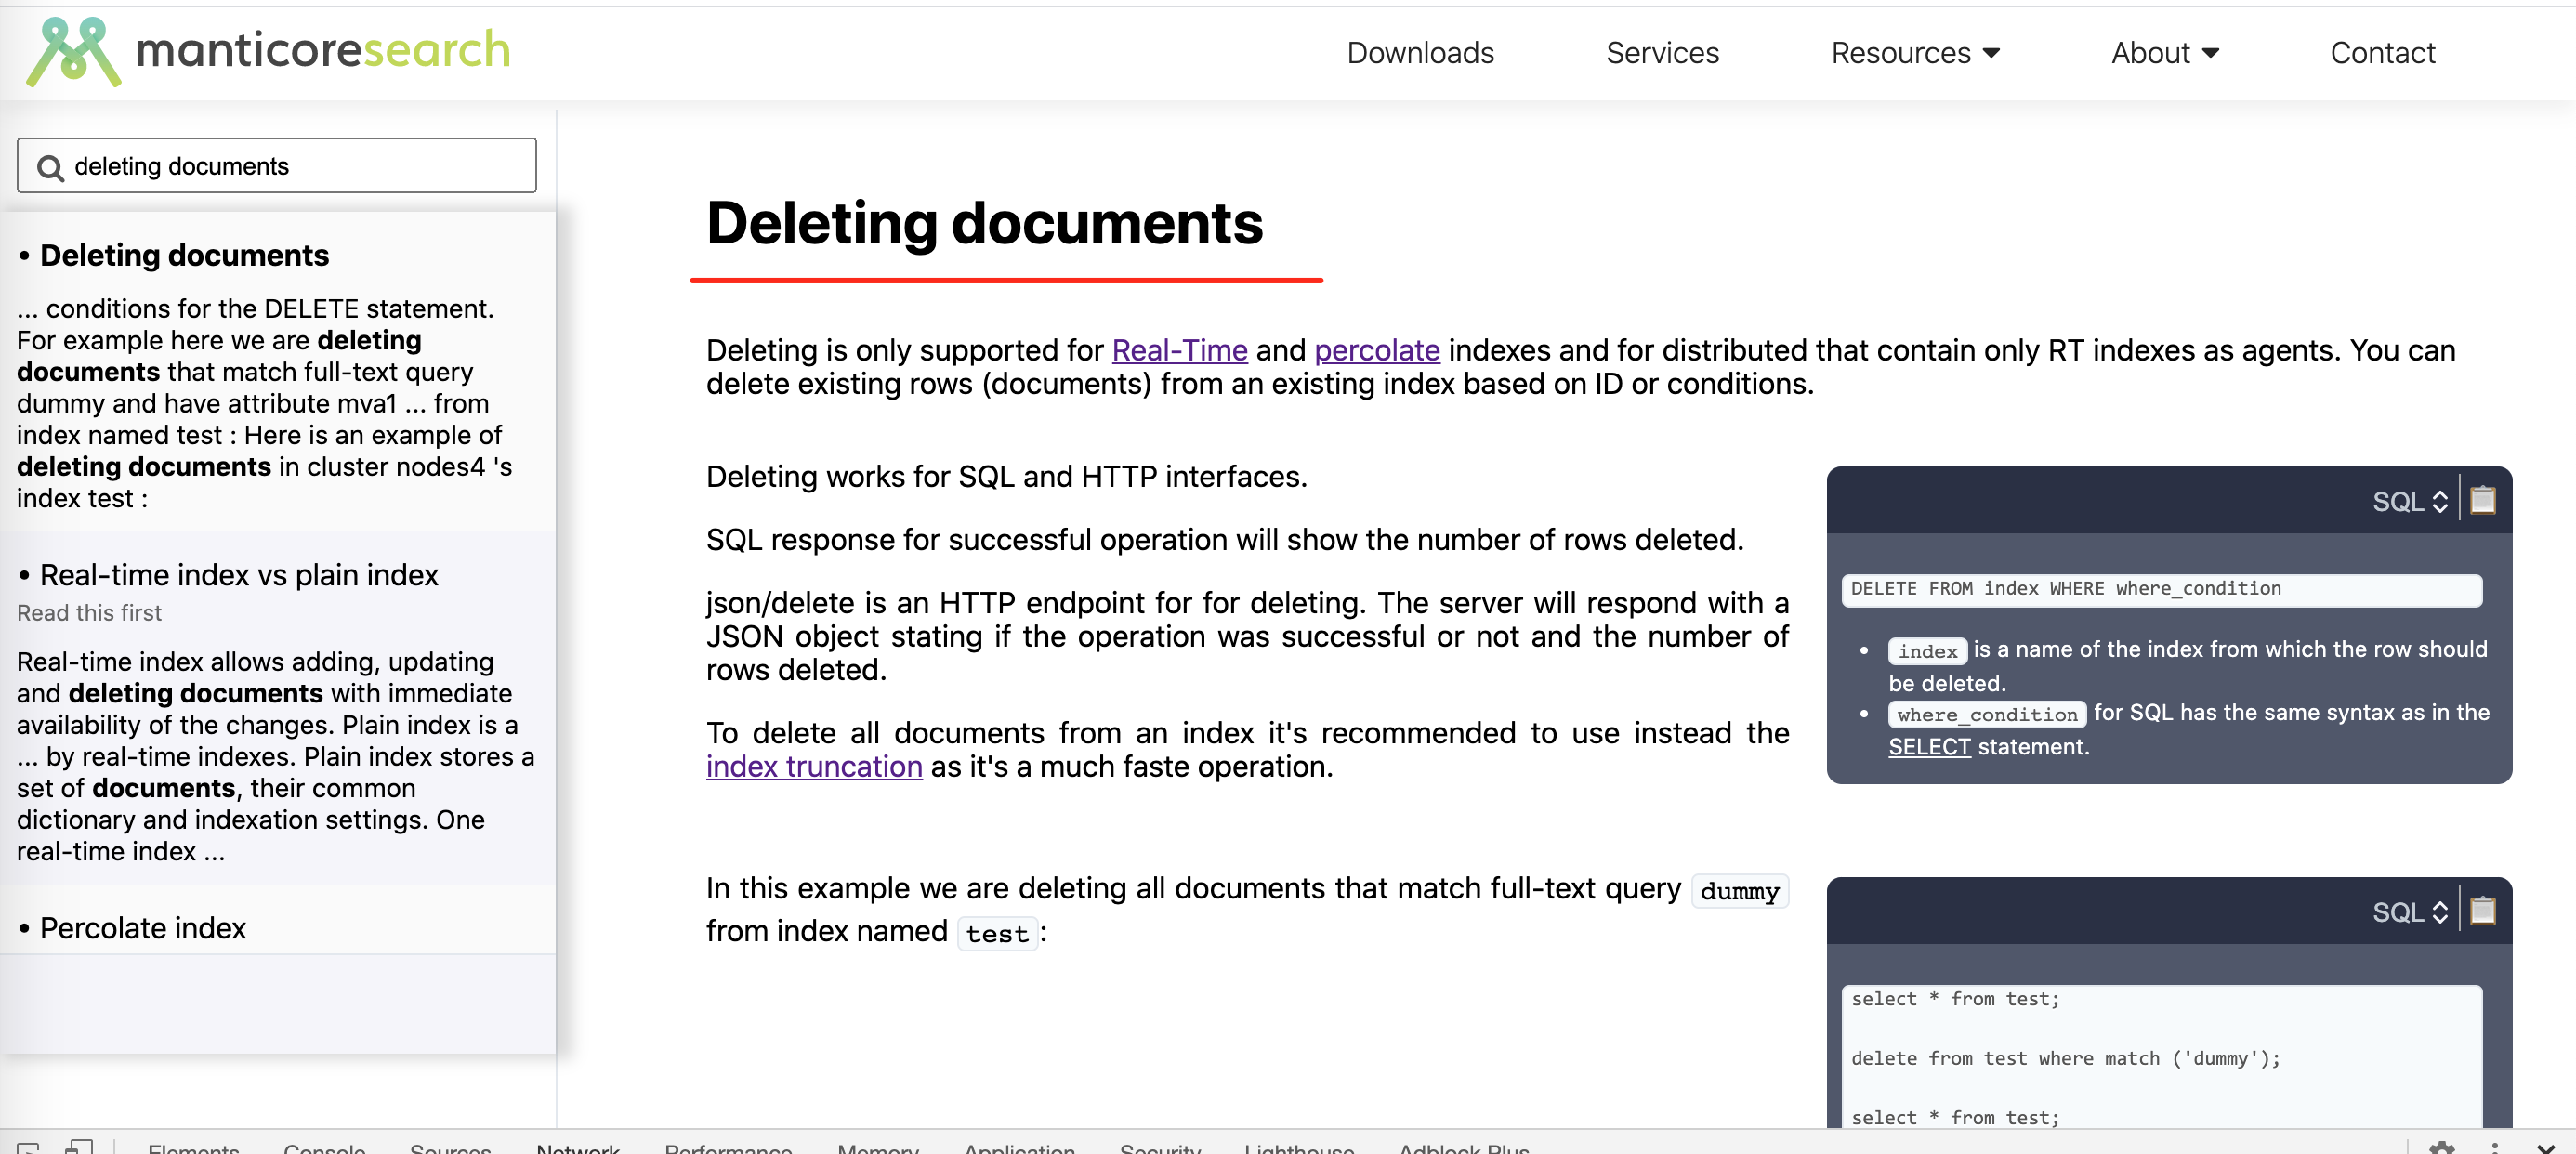 manticoresearch
Downloads
Services
Resources
About
Contact
deleting documents
• Deleting documents
... conditions for the DELETE statement.
For example here we are deleting
documents that match full-text query
dummy and have attribute mva1 ... from
index named test : Here is an example of
deleting documents in cluster nodes4 's
index test :
• Real-time index vs plain index
Read this first
Real-time index allows adding, updating
and deleting documents with immediate
availability of the changes. Plain index is a
... by real-time indexes. Plain index stores a
set of documents, their common
dictionary and indexation settings. One
real-time index ...
• Percolate index
Deleting documents
Deleting is only supported for Real-Time and percolate indexes and for distributed that contain only RT indexes as agents. You can
delete existing rows (documents) from an existing index based on ID or conditions.
Deleting works for SQL and HTTP interfaces.
SQL response for successful operation will show the number of rows deleted.
json/delete is an HTTP endpoint for for deleting. The server will respond with a
JSON object stating if the operation was successful or not and the number of
rows deleted.
To delete all documents from an index it's recommended to use instead the
index truncation as it's a much faste operation.
SQL
DELETE FROM index WHERE where_condition
• index is a name of the index from which the row should
be deleted.
• where_condition for SQL has the same syntax as in the
SELECT statement.
In this example we are deleting all documents that match full-text query dummy
from index named test:
SQL
select * from test;
delete from test where match ('dummy');
select * from test;
Elements
Console
Sources
Network
Performance
Memory
Application
Security
Lighthouse
Adblock Plus